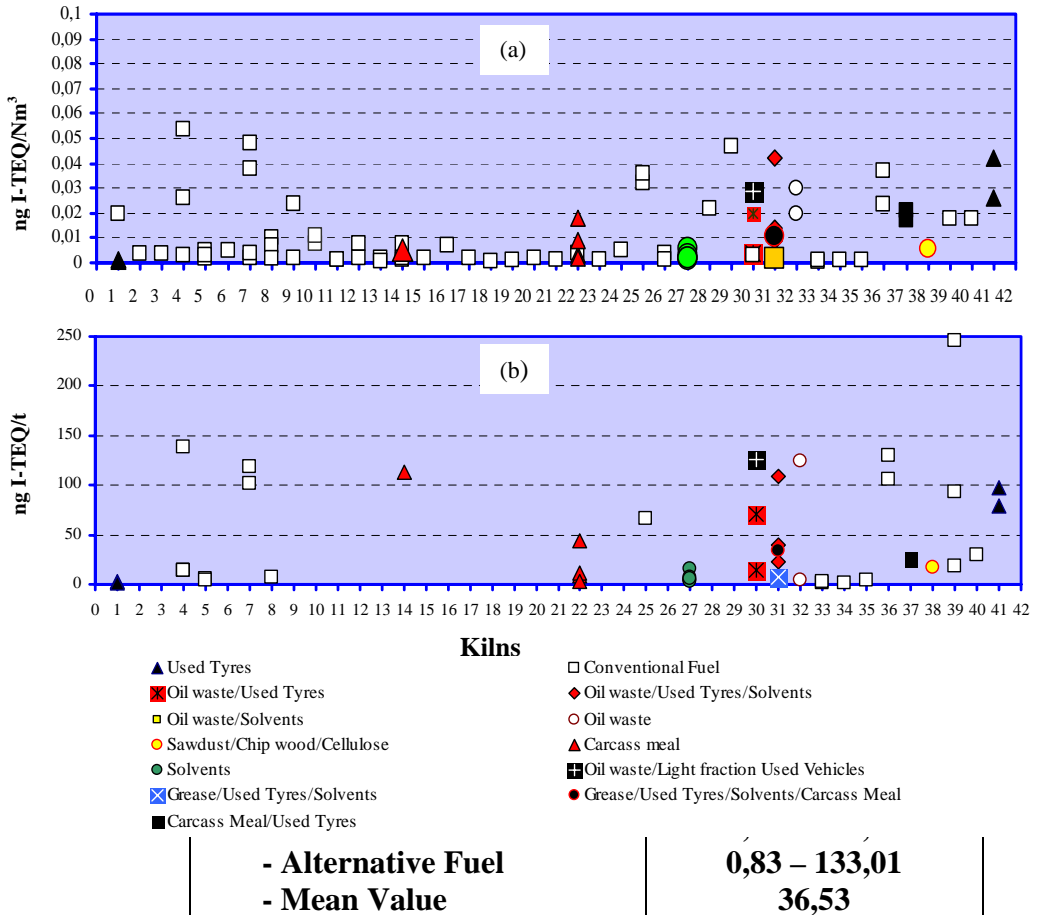 (a)
ng I-TEQ/Nm³
0,1
0,09
0,08
0,07
0,06
0,05
0,04
0,03
0,02
0,01
0
0 1 2 3 4 5 6 7 8 9 10 11 12 13 14 15 16 17 18 19 20 21 22 23 24 25 26 27 28 29 30 31 32 33 34 35 36 37 38 39 40 41 42
(b)
ng I-TEQ/t
250
200
150
100
50
0
0 1 2 3 4 5 6 7 8 9 10 11 12 13 14 15 16 17 18 19 20 21 22 23 24 25 26 27 28 29 30 31 32 33 34 35 36 37 38 39 40 41 42
Kilns
Used Tyres
Conventional Fuel
Oil waste/Used Tyres
Oil waste/Used Tyres/Solvents
Oil waste/Solvents
Oil waste
Sawdust/Chip wood/Cellulose
Carcass meal
Solvents
Oil waste/Light fraction Used Vehicles
Grease/Used Tyres/Solvents
Grease/Used Tyres/Solvents/Carcass Meal
Carcass Meal/Used Tyres
- Alternative Fuel 0,83 – 133,01
- Mean Value 36,53